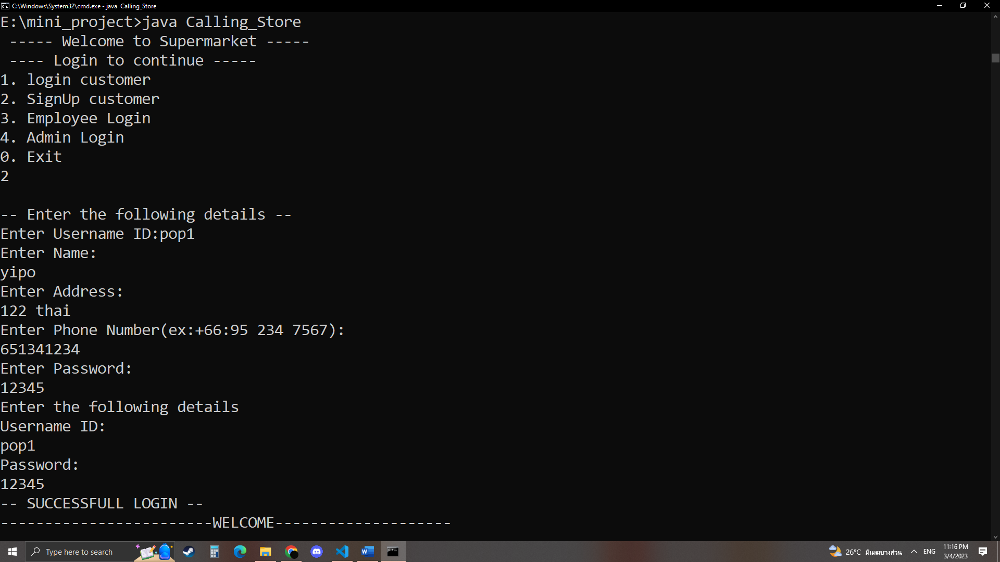 C:\Windows\System32\cmd.exe - java  Calling_Store
E:\mini_project>java Calling_Store
----- Welcome to Supermarket -----
---- Login to continue -----
1. login customer
2. SignUp customer
3. Employee Login
4. Admin Login
0. Exit
2
-- Enter the following details --
Enter Username ID:pop1
Enter Name:
yipo
Enter Address:
122 thai
Enter Phone Number(ex:+66:95 234 7567):
651341234
Enter Password:
12345
Enter the following details
Username ID:
pop1
Password:
12345
-- SUCCESSFULL LOGIN --
------------------------WELCOME--------------------
Type here to search
26°C มีเมฆบางส่วน
ENG
11:16 PM
3/4/2023